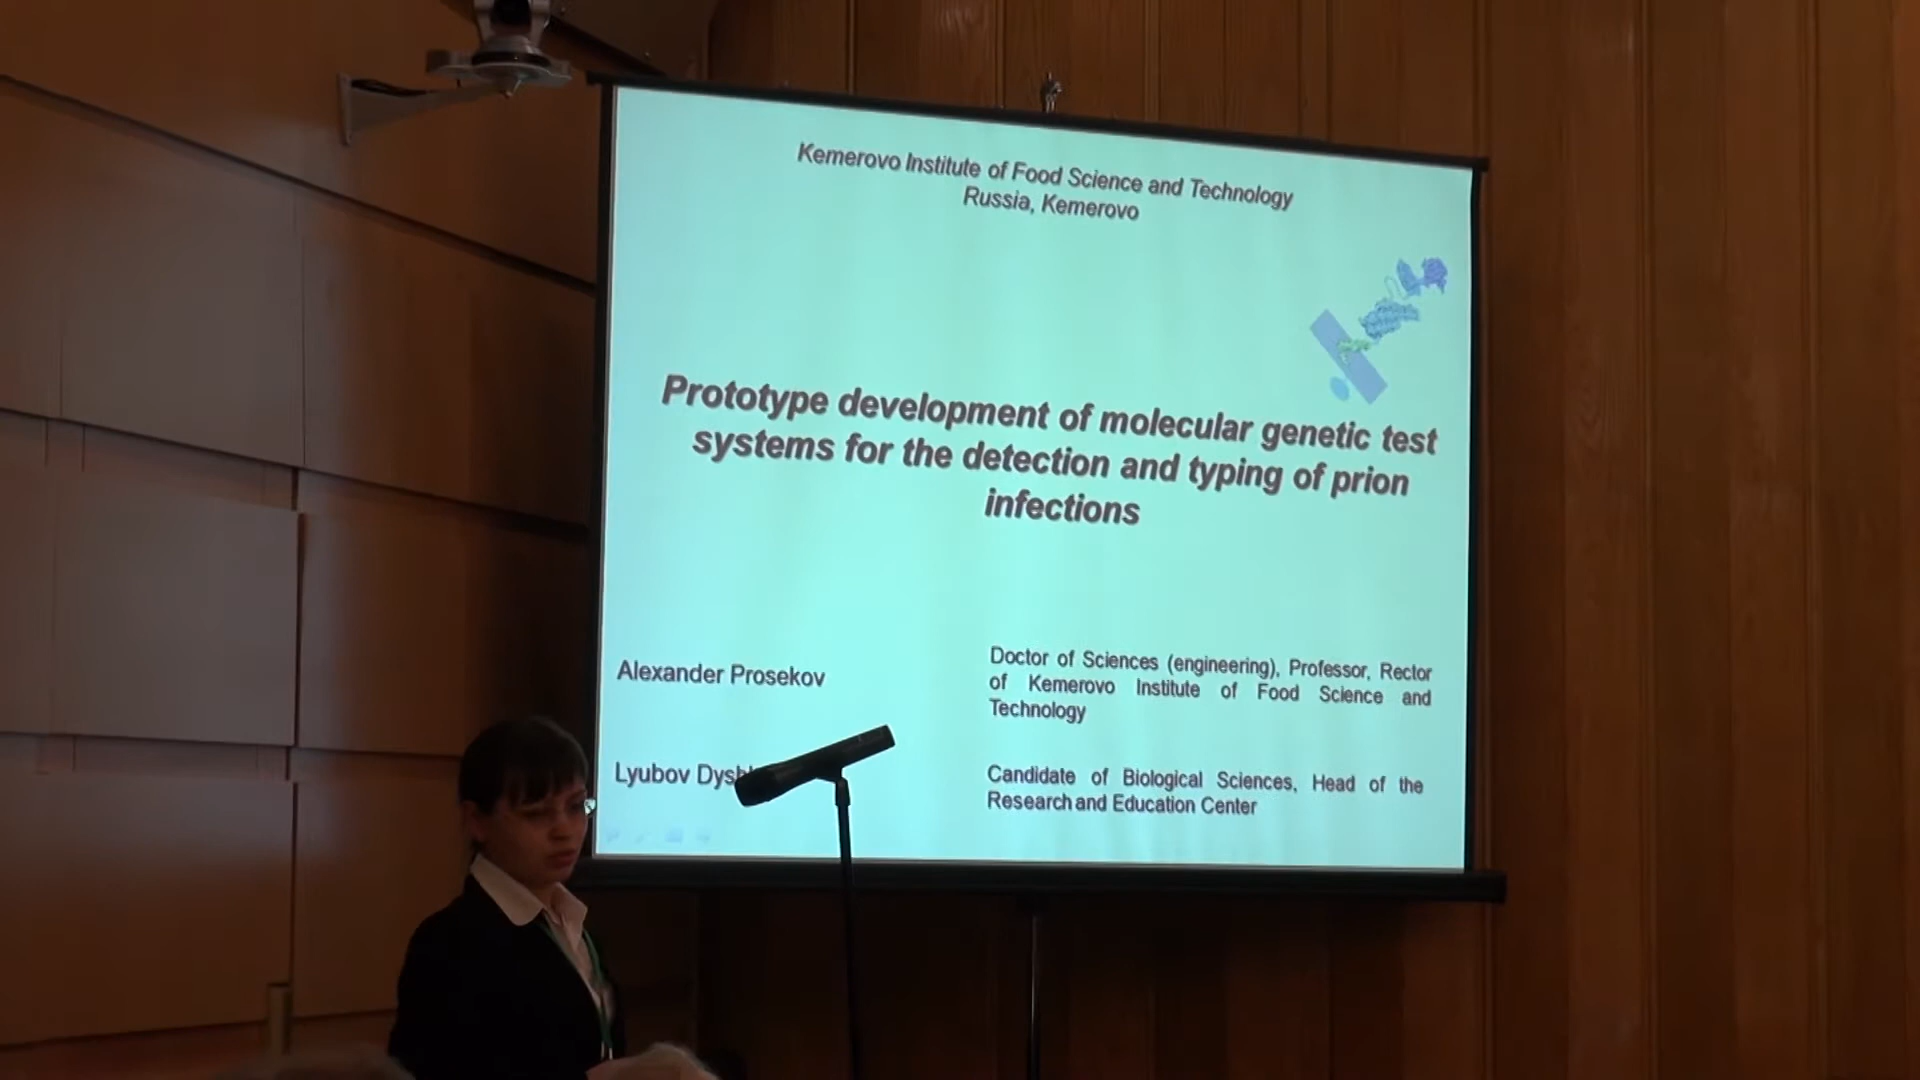 Kemerovo Institute of Food Science and Technology
Russia, Kemerovo
Prototype development of molecular genetic test
systems for the detection and typing of prion
infections
Alexander Prosekov
Doctor of Sciences (engineering), Professor, Rector
of Kemerovo Institute of Food Science and
Technology
Lyubov
Candidate of Biological Sciences, Head of the
Research and Education Center